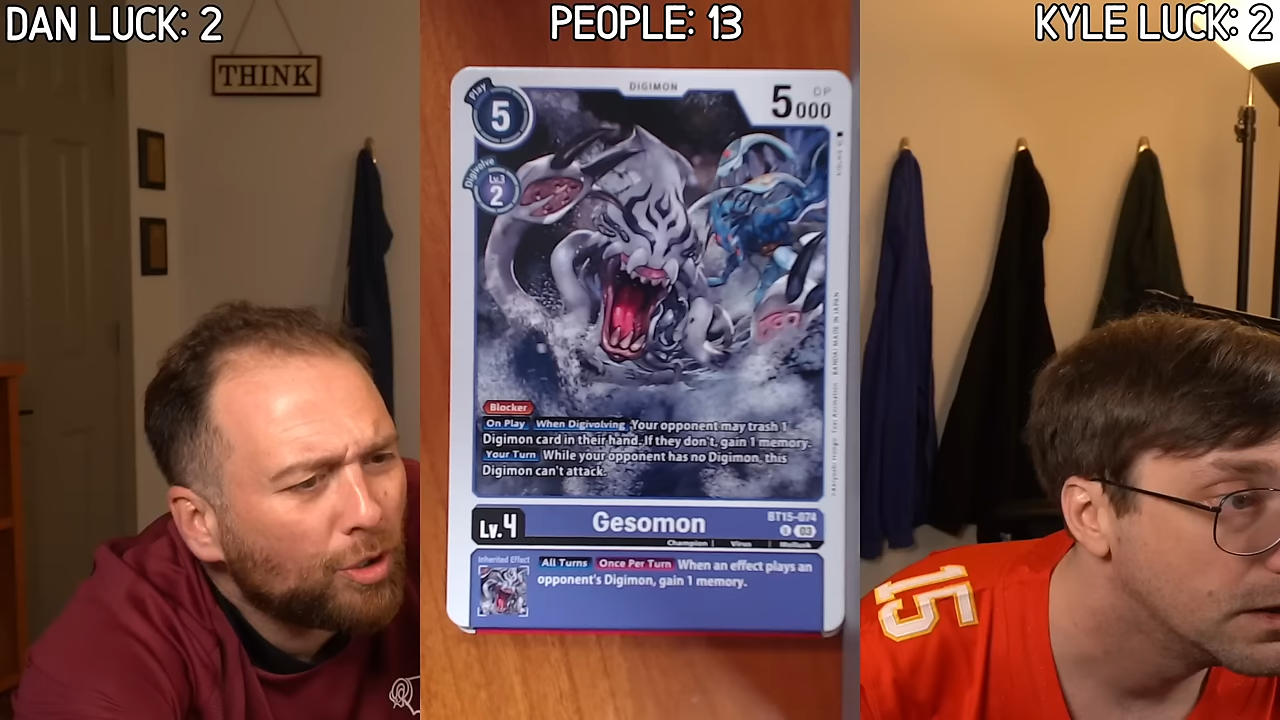 DAN LUCK: 2
PEOPLE: 13
KYLE LUCK: 2
THINK
DIGIMON
Play
5
DP
5000
Digivolve
Lv.3
2
Blocker
On Play When Digivolving Your opponent may trash 1
Digimon card in their hand. If they don't, gain 1 memory.
Your Turn While your opponent has no Digimon, this
Digimon can't attack.
Lv.4
Gesomon
BT15-074
03
Champion | Virus | Mollusk
Inherited Effect
All Turns Once Per Turn When an effect plays an
opponent's Digimon, gain 1 memory.
15